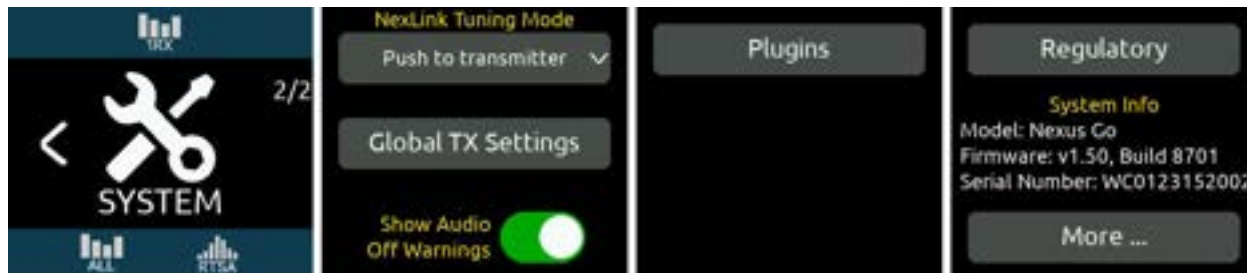 1RX
2/2
SYSTEM
ALL
RTSA
NexLink Tuning Mode
Push to transmitter
Global TX Settings
Show Audio
Off Warnings
Plugins
Regulatory
System Info
Model: Nexus Go
Firmware: v1.50, Build 8701
Serial Number: WC0123152002
More ...